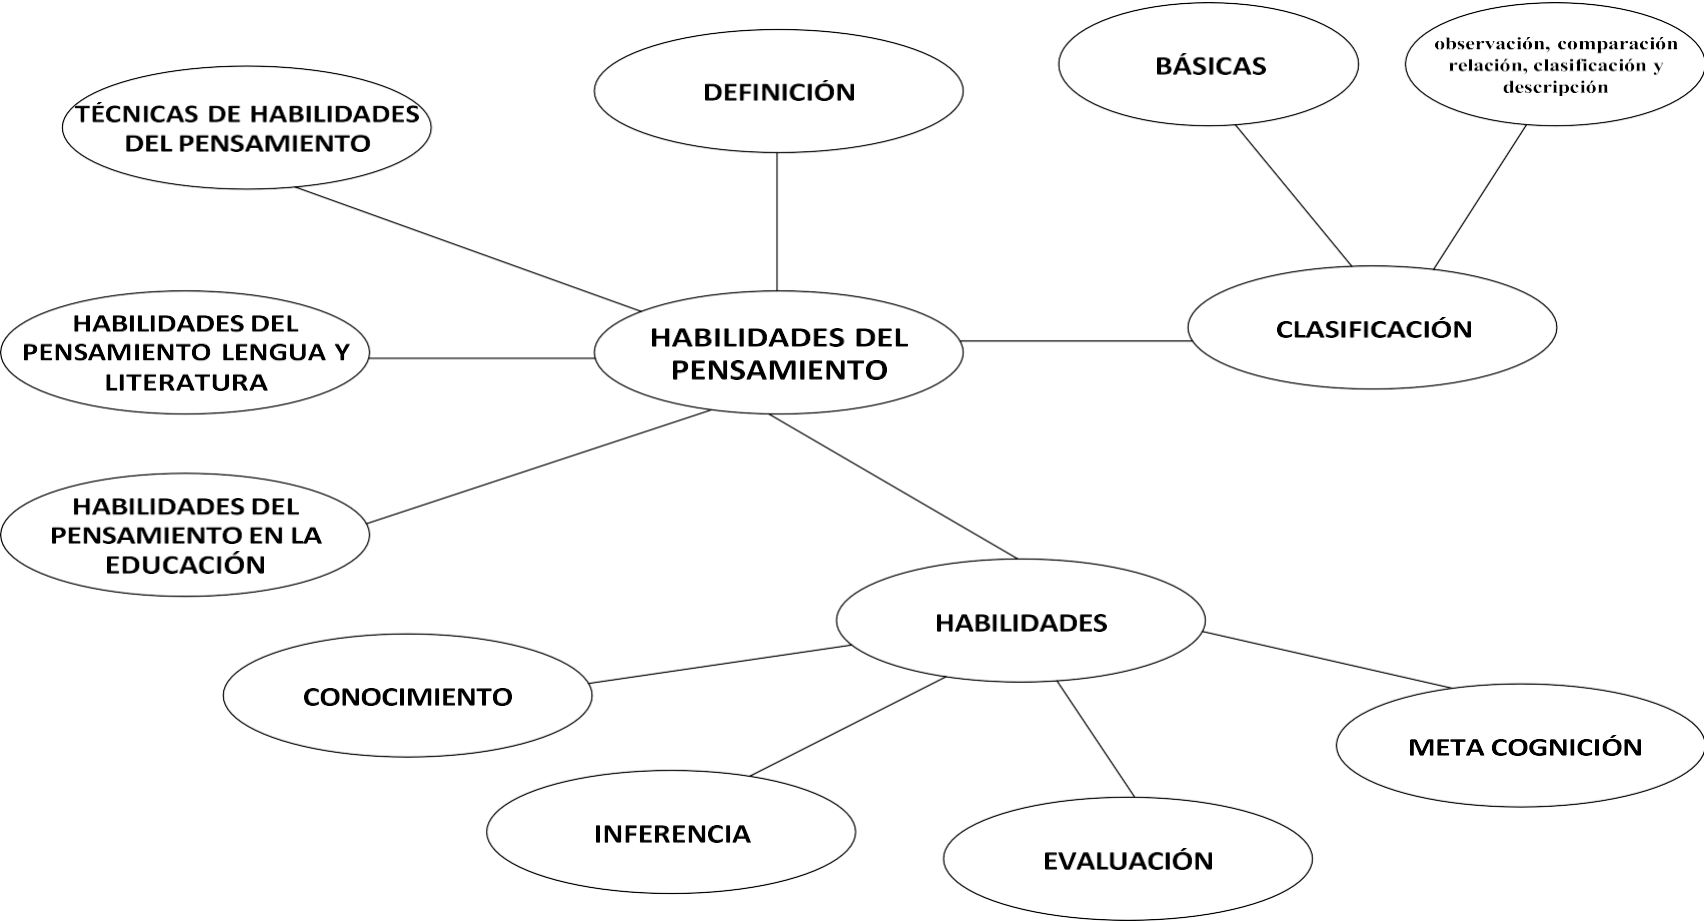 BÁSICAS
observación, comparación
relación, clasificación y
descripción
DEFINICIÓN
TÉCNICAS DE HABILIDADES
DEL PENSAMIENTO
HABILIDADES DEL
PENSAMIENTO LENGUA Y
LITERATURA
HABILIDADES DEL
PENSAMIENTO
CLASIFICACIÓN
HABILIDADES DEL
PENSAMIENTO EN LA
EDUCACIÓN
HABILIDADES
CONOCIMIENTO
META COGNICIÓN
INFERENCIA
EVALUACIÓN